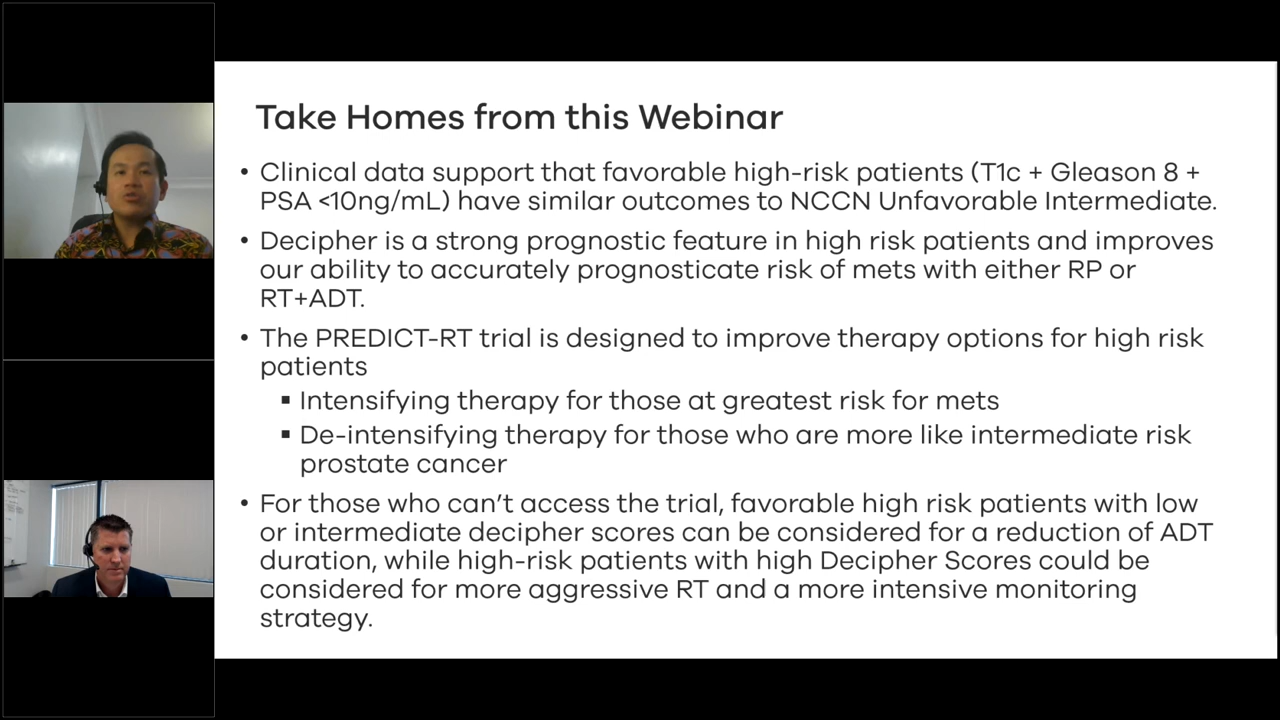 Take Homes from this Webinar
• Clinical data support that favorable high-risk patients (T1c + Gleason 8 +
PSA <10ng/mL) have similar outcomes to NCCN Unfavorable Intermediate.
• Decipher is a strong prognostic feature in high risk patients and improves
our ability to accurately prognosticate risk of mets with either RP or
RT+ADT.
• The PREDICT-RT trial is designed to improve therapy options for high risk
patients
▪ Intensifying therapy for those at greatest risk for mets
▪ De-intensifying therapy for those who are more like intermediate risk
prostate cancer
• For those who can’t access the trial, favorable high risk patients with low
or intermediate decipher scores can be considered for a reduction of ADT
duration, while high-risk patients with high Decipher Scores could be
considered for more aggressive RT and a more intensive monitoring
strategy.